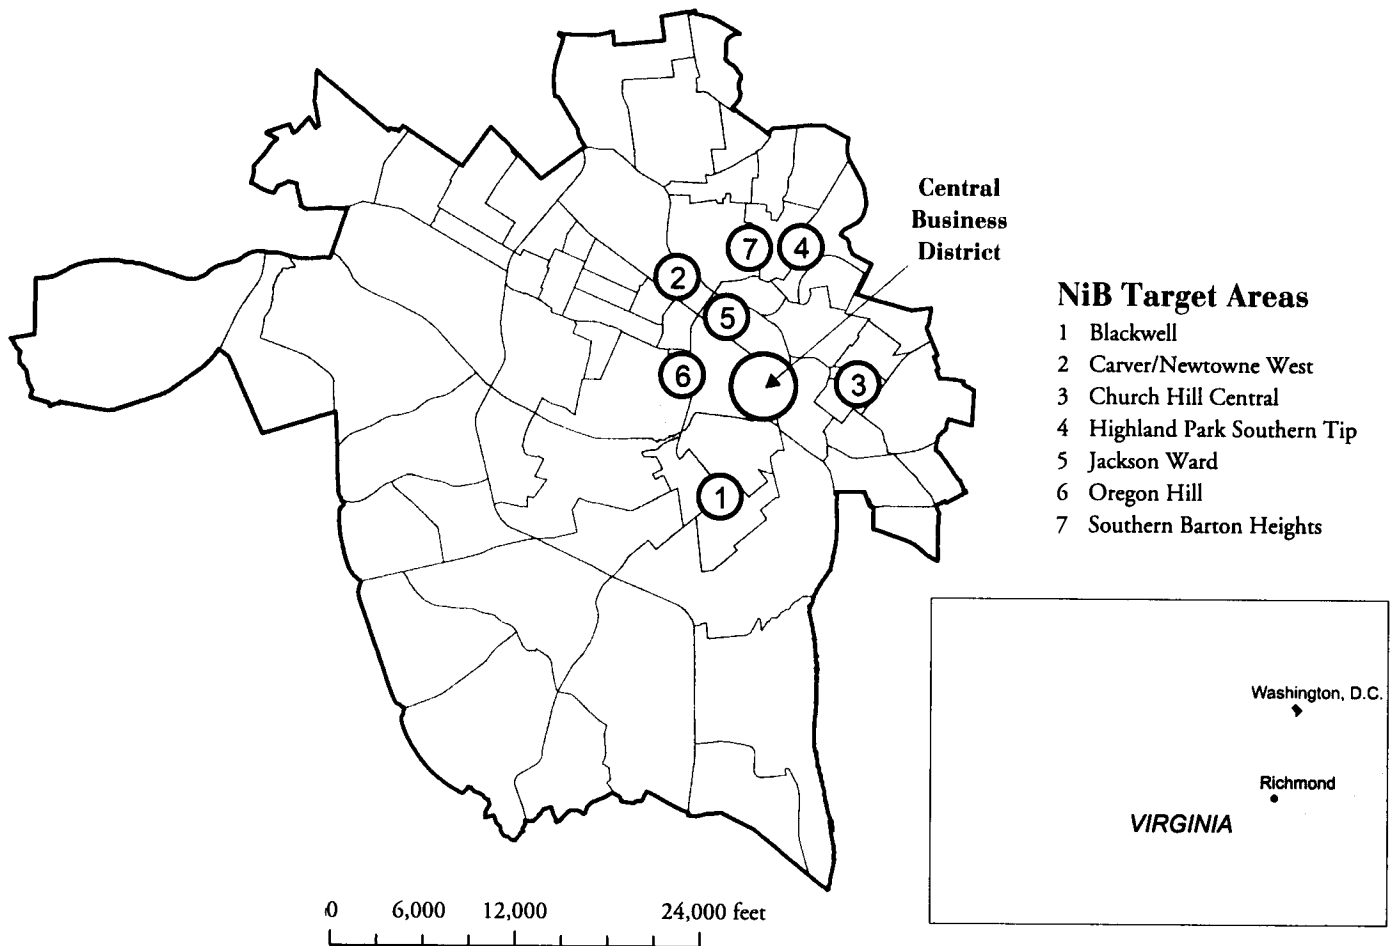 Central
Business
District
7
4
2
5
6
3
1
NiB Target Areas
1 Blackwell
2 Carver/Newtowne West
3 Church Hill Central
4 Highland Park Southern Tip
5 Jackson Ward
6 Oregon Hill
7 Southern Barton Heights
Washington, D.C.
Richmond
VIRGINIA
0 6,000 12,000 24,000 feet